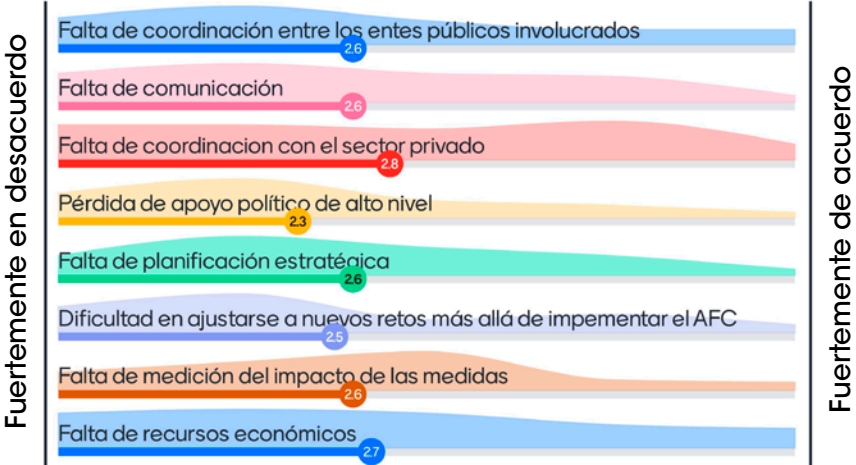 Fuertemente en desacuerdo
Falta de coordinación entre los entes públicos involucrados
2.6
Falta de comunicación
2.6
Falta de coordinacion con el sector privado
2.8
Pérdida de apoyo político de alto nivel
2.3
Falta de planificación estratégica
2.6
Dificultad en ajustarse a nuevos retos más allá de impementar el AFC
2.5
Falta de medición del impacto de las medidas
2.6
Falta de recursos económicos
2.7
Fuertemente de acuerdo